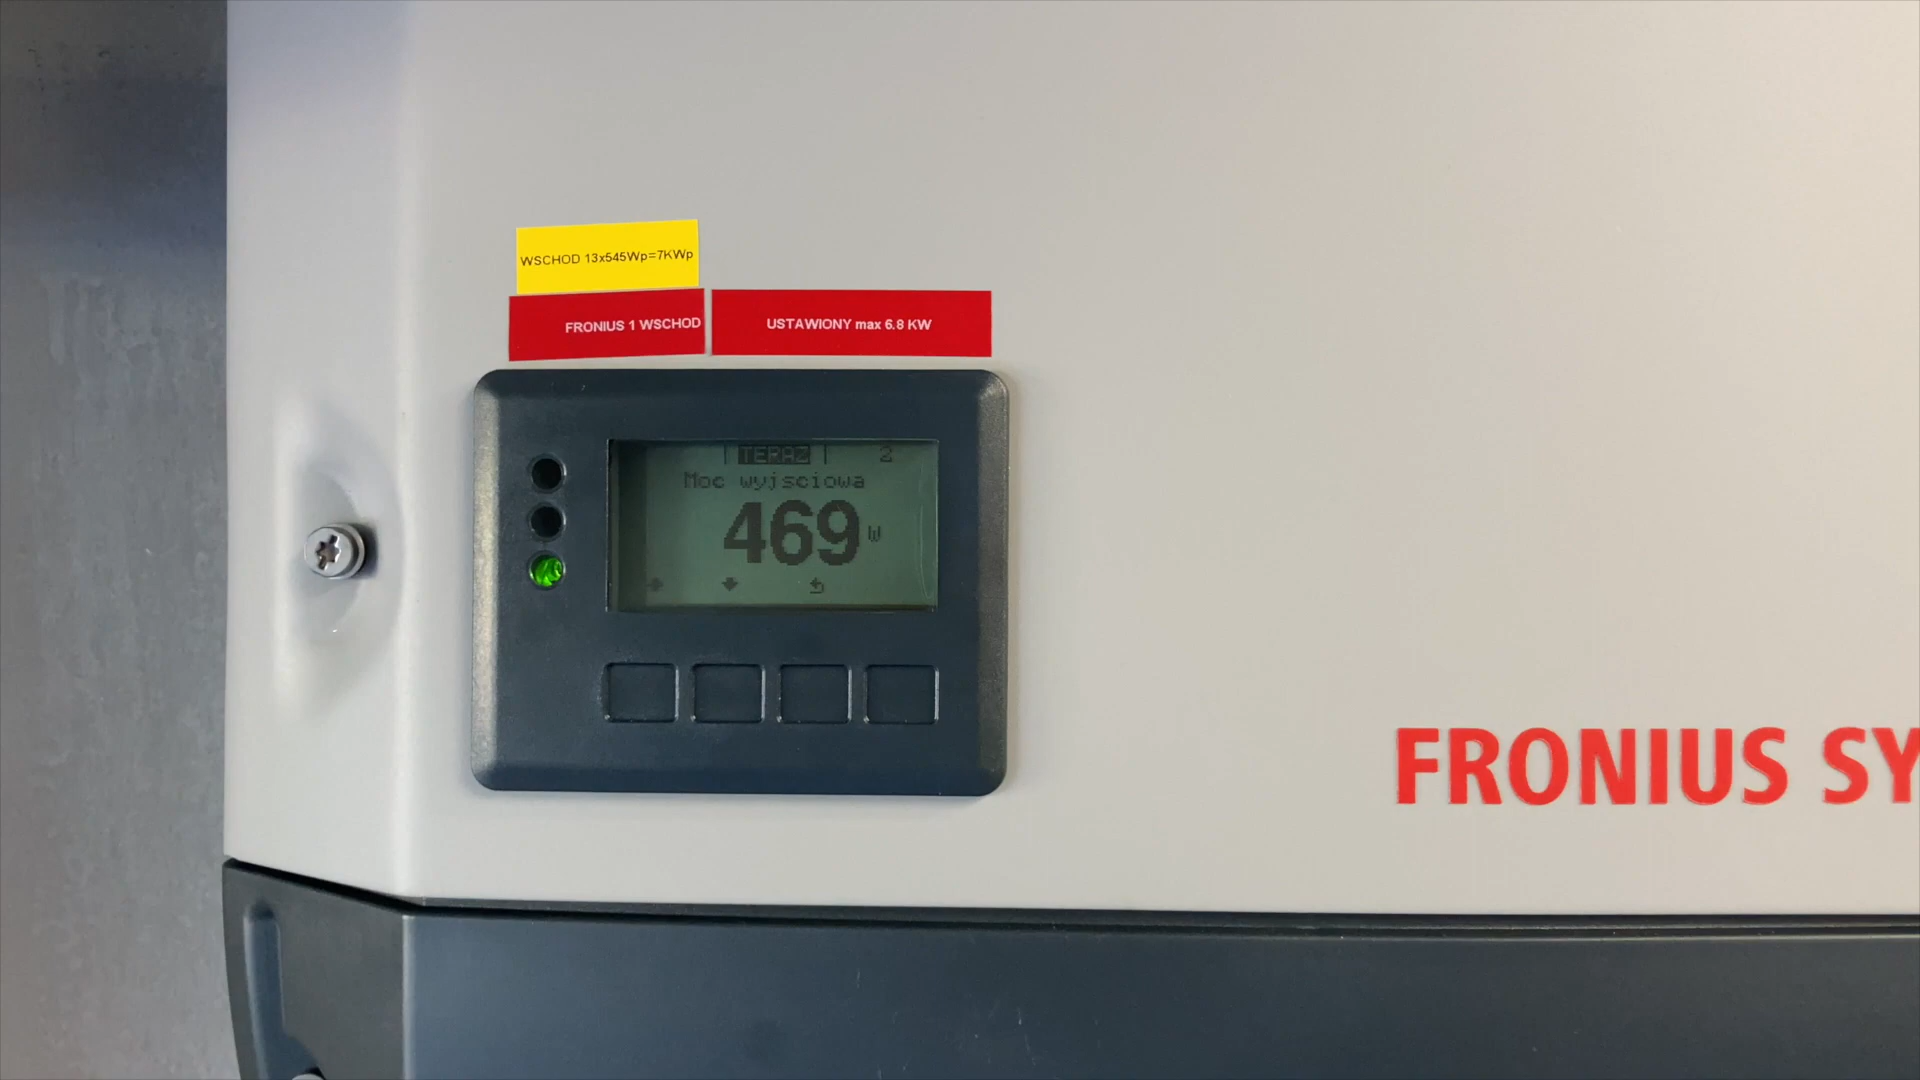 WSCHOD 13x545Wp=7KWp
FRONIUS 1 WSCHOD
USTAWIONY max 6.8 KW
TERAZ 2
Moc wyjsciowa
469 W
FRONIUS SY